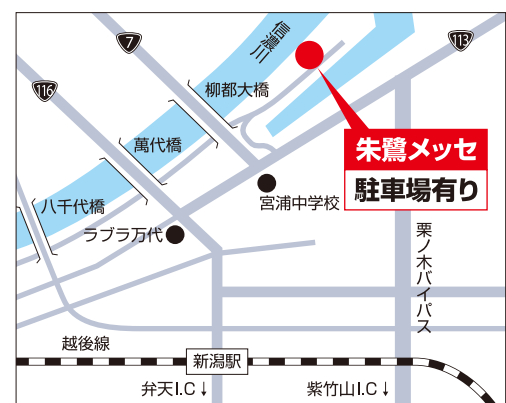 7
信濃川
113
116
柳都大橋
朱鷺メッセ
駐車場有り
萬代橋
宮浦中学校
八千代橋
ラブラ万代
栗ノ木バイパス
越後線
新潟駅
弁天I.C↓
紫竹山I.C↓